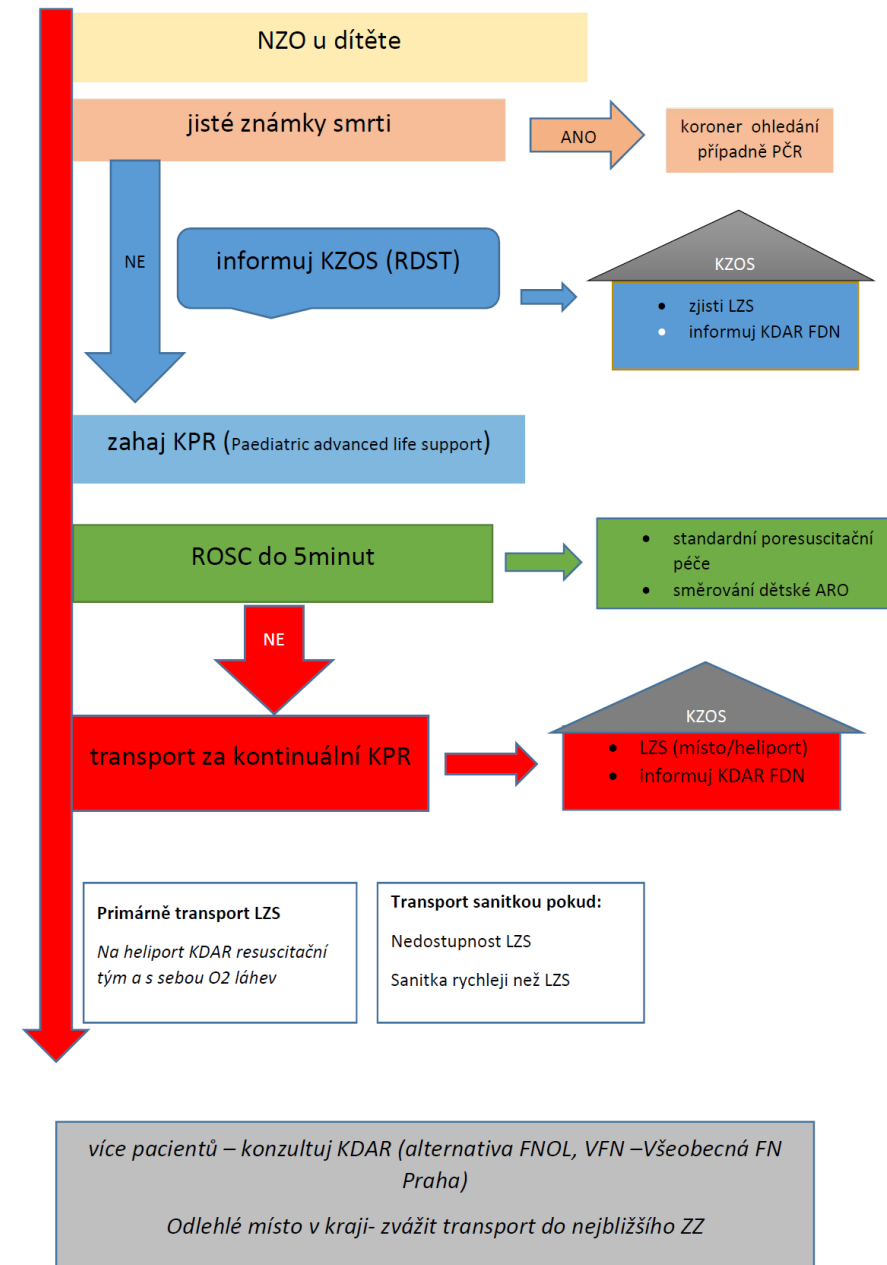 NZO u dítěte
jisté známky smrti
ANO
koroner ohledání
případně PČR
NE
informuj KZOS (RDST)
KZOS
• zjisti LZS
• informuj KDAR FDN
zahaj KPR (Paediatric advanced life support)
ROSC do 5minut
• standardní poresuscitační
péče
• směrování dětské ARO
NE
transport za kontinuální KPR
KZOS
• LZS (místo/heliport)
• informuj KDAR FDN
Primárně transport LZS
Na heliport KDAR resuscitační
tým a s sebou O2 láhev
Transport sanitkou pokud:
Nedostupnost LZS
Sanitka rychleji než LZS
více pacientů – konzultuj KDAR (alternativa FNOL, VFN –Všeobecná FN
Praha)
Odlehlé místo v kraji- zvážit transport do nejbližšího ZZ